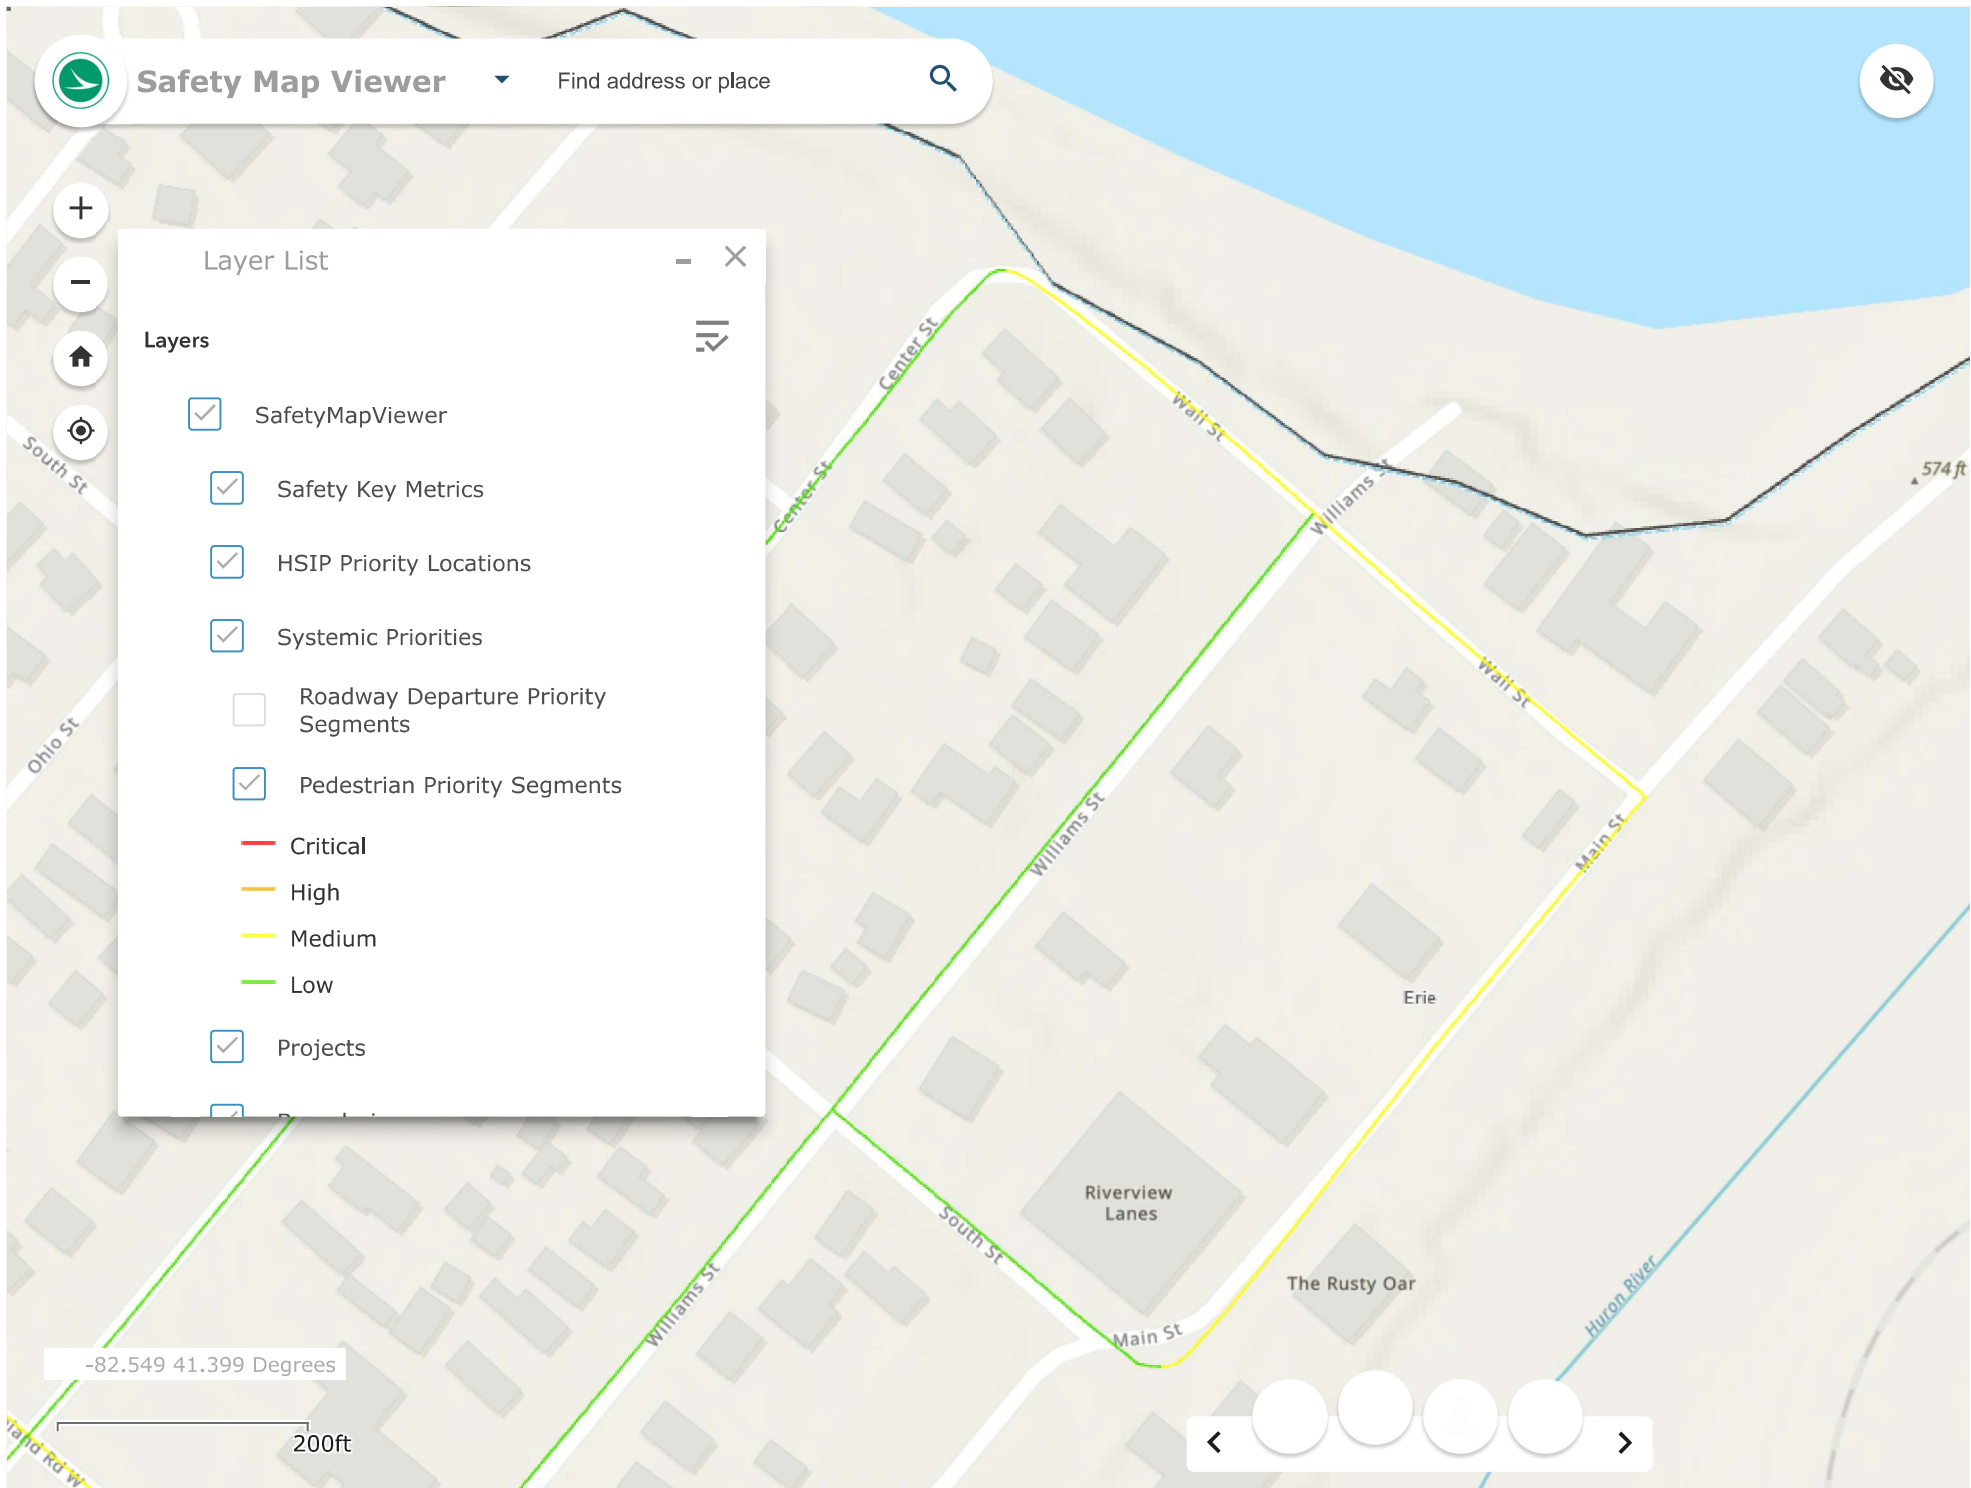 Safety Map Viewer
Find address or place
Layer List
Layers
SafetyMapViewer
Safety Key Metrics
HSIP Priority Locations
Systemic Priorities
Roadway Departure Priority
Segments
Pedestrian Priority Segments
Critical
High
Medium
Low
Projects
South St
Ohio St
Center St
Center St
Wall St
Williams St
574 ft
Wall St
Williams St
Main St
Erie
Riverview
Lanes
South St
The Rusty Oar
Williams St
Main St
Huron River
-82.549 41.399 Degrees
200ft
Rd W